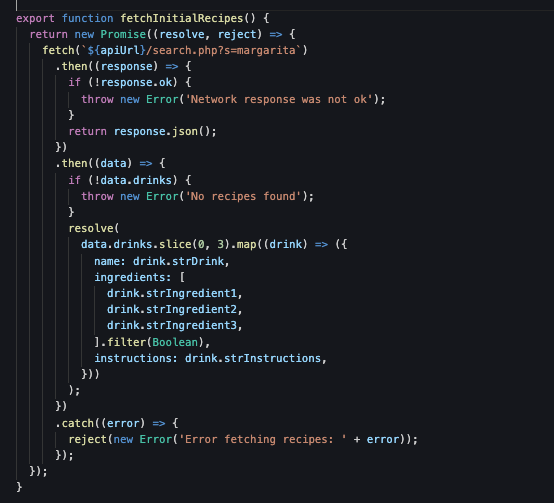 export function fetchInitialRecipes() {
  return new Promise((resolve, reject) => {
    fetch(`${apiUrl}/search.php?s=margarita`)
      .then((response) => {
        if (!response.ok) {
          throw new Error('Network response was not ok');
        }
        return response.json();
      })
      .then((data) => {
        if (!data.drinks) {
          throw new Error('No recipes found');
        }
        resolve(
          data.drinks.slice(0, 3).map((drink) => ({
            name: drink.strDrink,
            ingredients: [
              drink.strIngredient1,
              drink.strIngredient2,
              drink.strIngredient3,
            ].filter(Boolean),
            instructions: drink.strInstructions,
          }))
        );
      })
      .catch((error) => {
        reject(new Error('Error fetching recipes: ' + error));
      });
  });
}